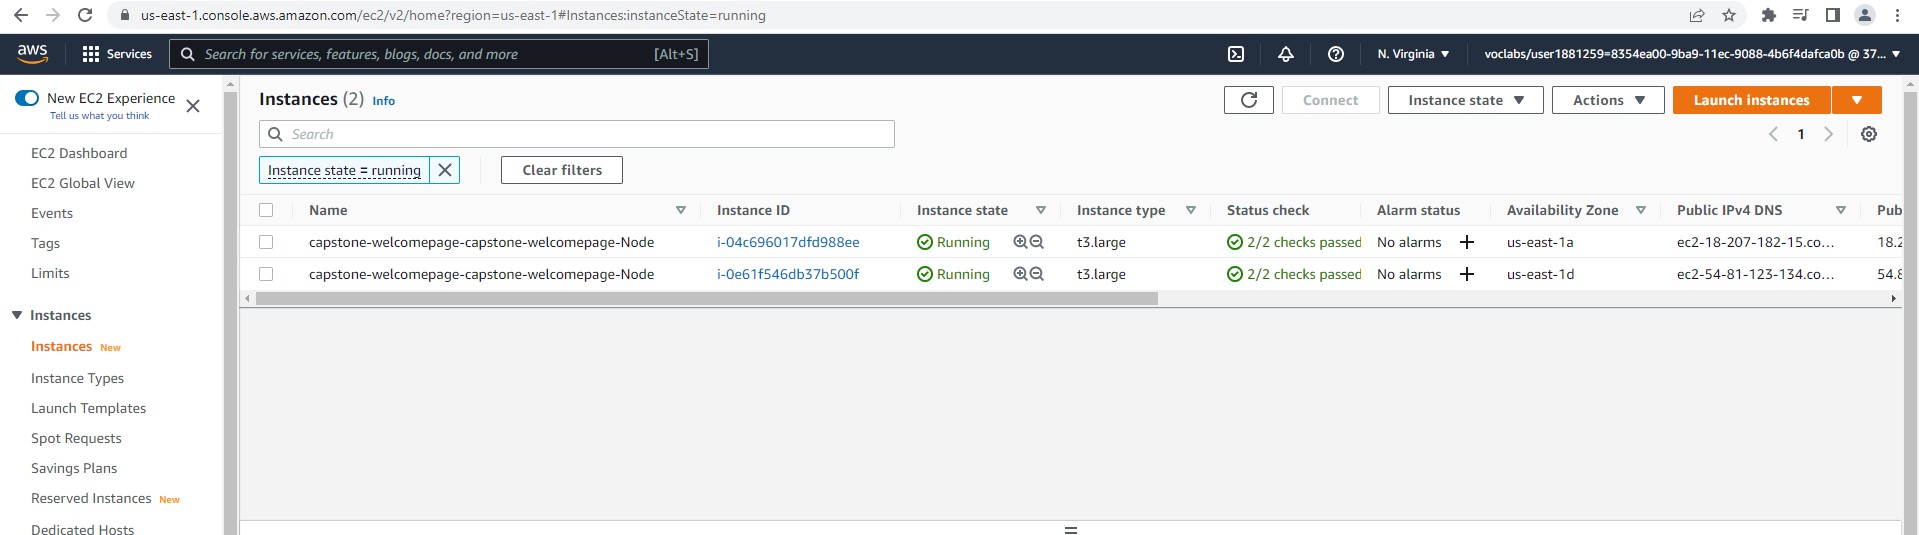 us-east-1.console.aws.amazon.com/ec2/v2/home?region=us-east-1#Instances:instanceState=running
aws Services Search for services, features, blogs, docs, and more [Alt+S] N. Virginia ▼ voclabs/user1881259=8354ea00-9ba9-11ec-9088-4b6f4dafca0b @ 37... ▼
New EC2 Experience
Tell us what you think
EC2 Dashboard
EC2 Global View
Events
Tags
Limits
Instances
Instances New
Instance Types
Launch Templates
Spot Requests
Savings Plans
Reserved Instances New
Dedicated Hosts
Instances (2) Info Connect Instance state ▼ Actions ▼ Launch instances ▼
Search 1
Instance state = running Clear filters
Name Instance ID Instance state Instance type Status check Alarm status Availability Zone Public IPv4 DNS Pub
capstone-welcomepage-capstone-welcomepage-Node i-04c696017dfd988ee Running t3.large 2/2 checks passed No alarms + us-east-1a ec2-18-207-182-15.co... 18.2
capstone-welcomepage-capstone-welcomepage-Node i-0e61f546db37b500f Running t3.large 2/2 checks passed No alarms + us-east-1d ec2-54-81-123-134.co... 54.8